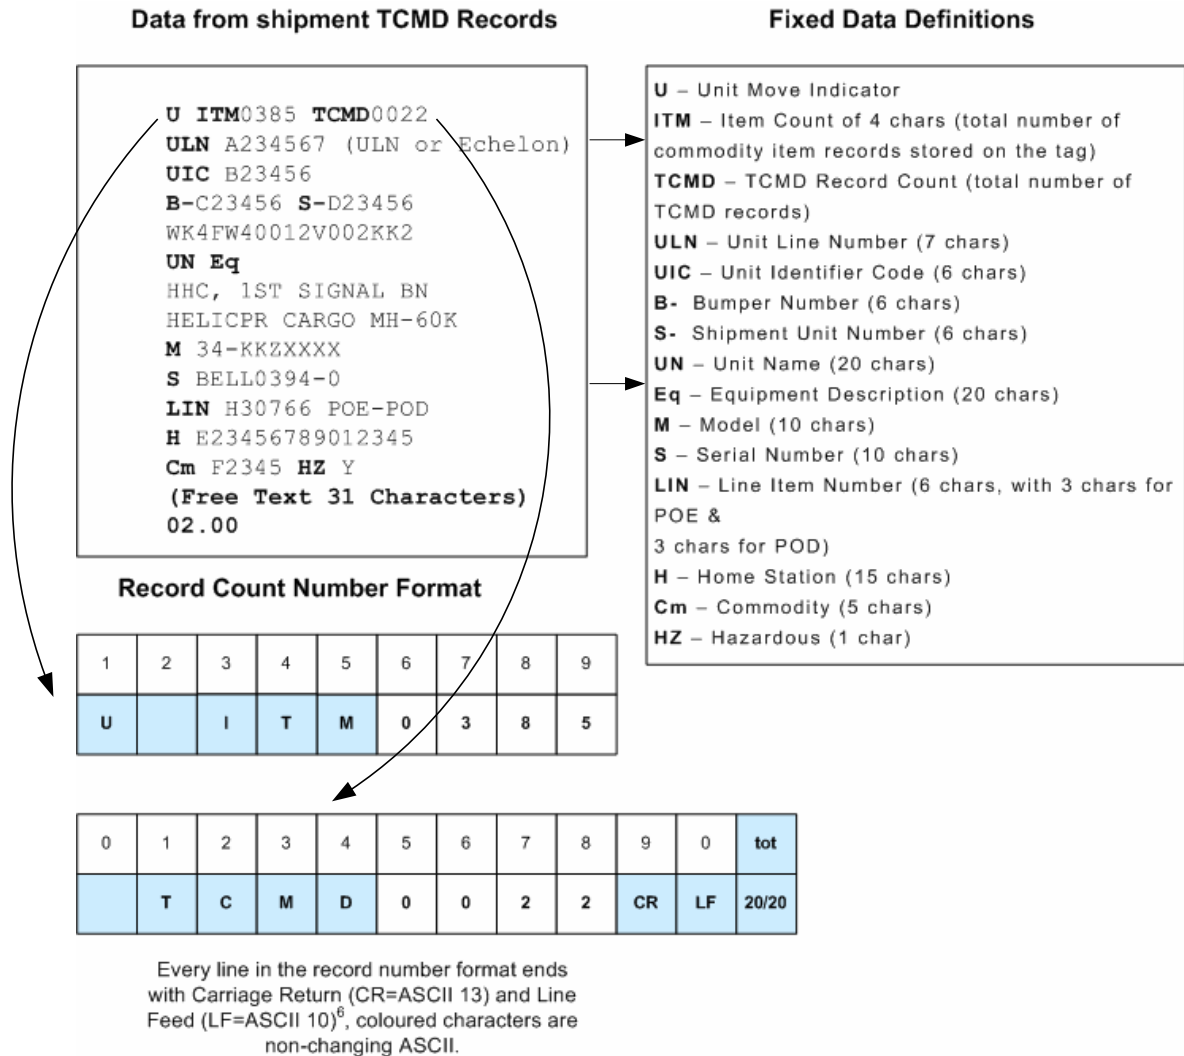 Data from shipment TCMD Records
U ITM0385 TCMD0022
ULN A234567 (ULN or Echelon)
UIC B23456
B-C23456 S-D23456
WK4FW40012V002KK2
UN Eq
HHC, 1ST SIGNAL BN
HELICPR CARGO MH-60K
M 34-KKZXXXX
S BELL0394-0
LIN H30766 POE-POD
H E23456789012345
Cm F2345 HZ Y
(Free Text 31 Characters)
02.00
Fixed Data Definitions
U – Unit Move Indicator
ITM – Item Count of 4 chars (total number of
commodity item records stored on the tag)
TCMD – TCMD Record Count (total number of
TCMD records)
ULN – Unit Line Number (7 chars)
UIC – Unit Identifier Code (6 chars)
B- Bumper Number (6 chars)
S- Shipment Unit Number (6 chars)
UN – Unit Name (20 chars)
Eq – Equipment Description (20 chars)
M – Model (10 chars)
S – Serial Number (10 chars)
LIN – Line Item Number (6 chars, with 3 chars for
POE &
3 chars for POD)
H – Home Station (15 chars)
Cm – Commodity (5 chars)
HZ – Hazardous (1 char)
Record Count Number Format
1 2 3 4 5 6 7 8 9
U I T M 0 3 8 5
0 1 2 3 4 5 6 7 8 9 0 tot
T C M D 0 0 2 2 CR LF 20/20
Every line in the record number format ends
with Carriage Return (CR=ASCII 13) and Line
Feed (LF=ASCII 10)6, coloured characters are
non-changing ASCII.